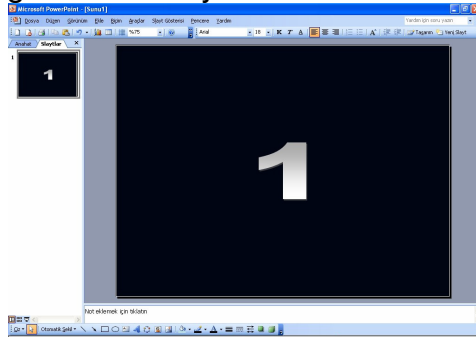 Microsoft PowerPoint - [Sunu1]
Dosya Düzen Görünüm Ekle Biçim Araçlar Slayt Gösterisi Pencere Yardım
Yardım için soru yazın
%75
Arial
18
K T A
Tasarım
Yeni Slayt
Anahat
Slaytlar
1
1
1
Not eklemek için tıklatın
Otomatik Şekil